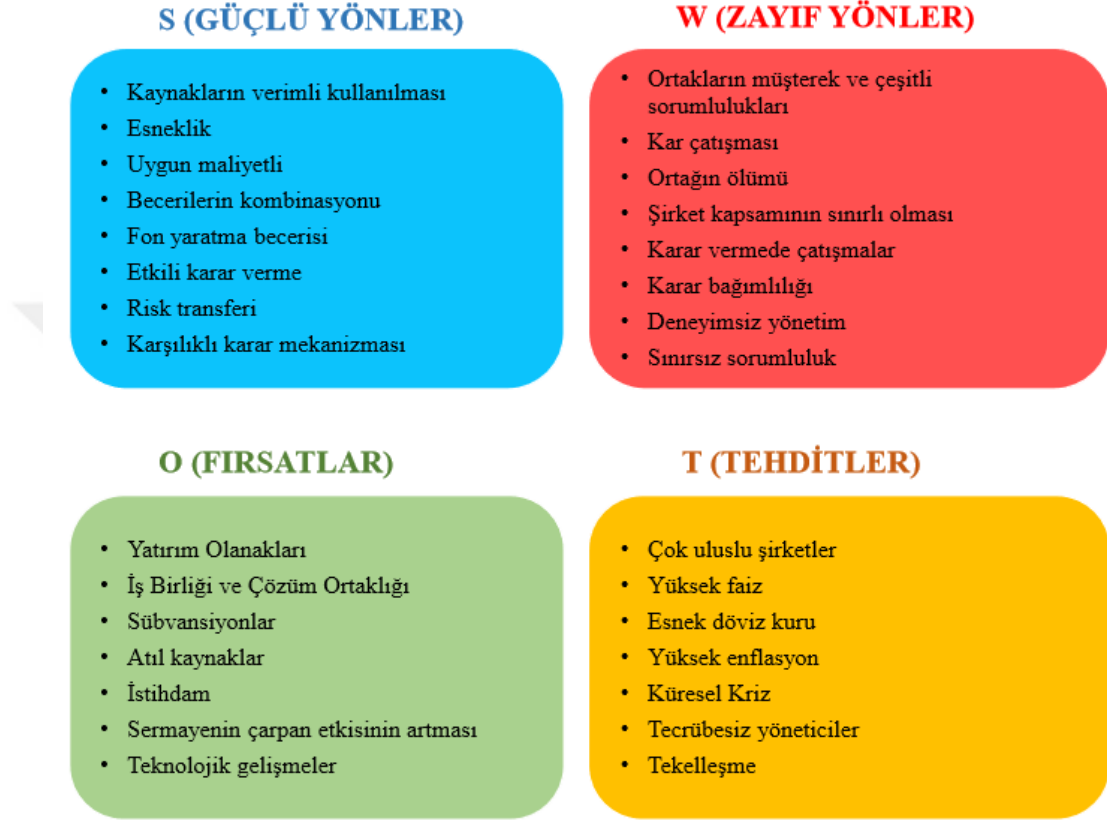 S (GÜÇLÜ YÖNLER)
• Kaynakların verimli kullanılması
• Esneklik
• Uygun maliyetli
• Becerilerin kombinasyonu
• Fon yaratma becerisi
• Etkili karar verme
• Risk transferi
• Karşılıklı karar mekanizması
W (ZAYIF YÖNLER)
• Ortakların müşterek ve çeşitli
sorumlulukları
• Kar çatışması
• Ortağın ölümü
• Şirket kapsamının sınırlı olması
• Karar vermede çatışmalar
• Karar bağımlılığı
• Deneyimsiz yönetim
• Sınırsız sorumluluk
O (FIRSATLAR)
• Yatırım Olanakları
• İş Birliği ve Çözüm Ortaklığı
• Sübvansiyonlar
• Atıl kaynaklar
• İstihdam
• Sermayenin çarpan etkisinin artması
• Teknolojik gelişmeler
T (TEHDİTLER)
• Çok uluslu şirketler
• Yüksek faiz
• Esnek döviz kuru
• Yüksek enflasyon
• Küresel Kriz
• Tecrübesiz yöneticiler
• Tekelleşme